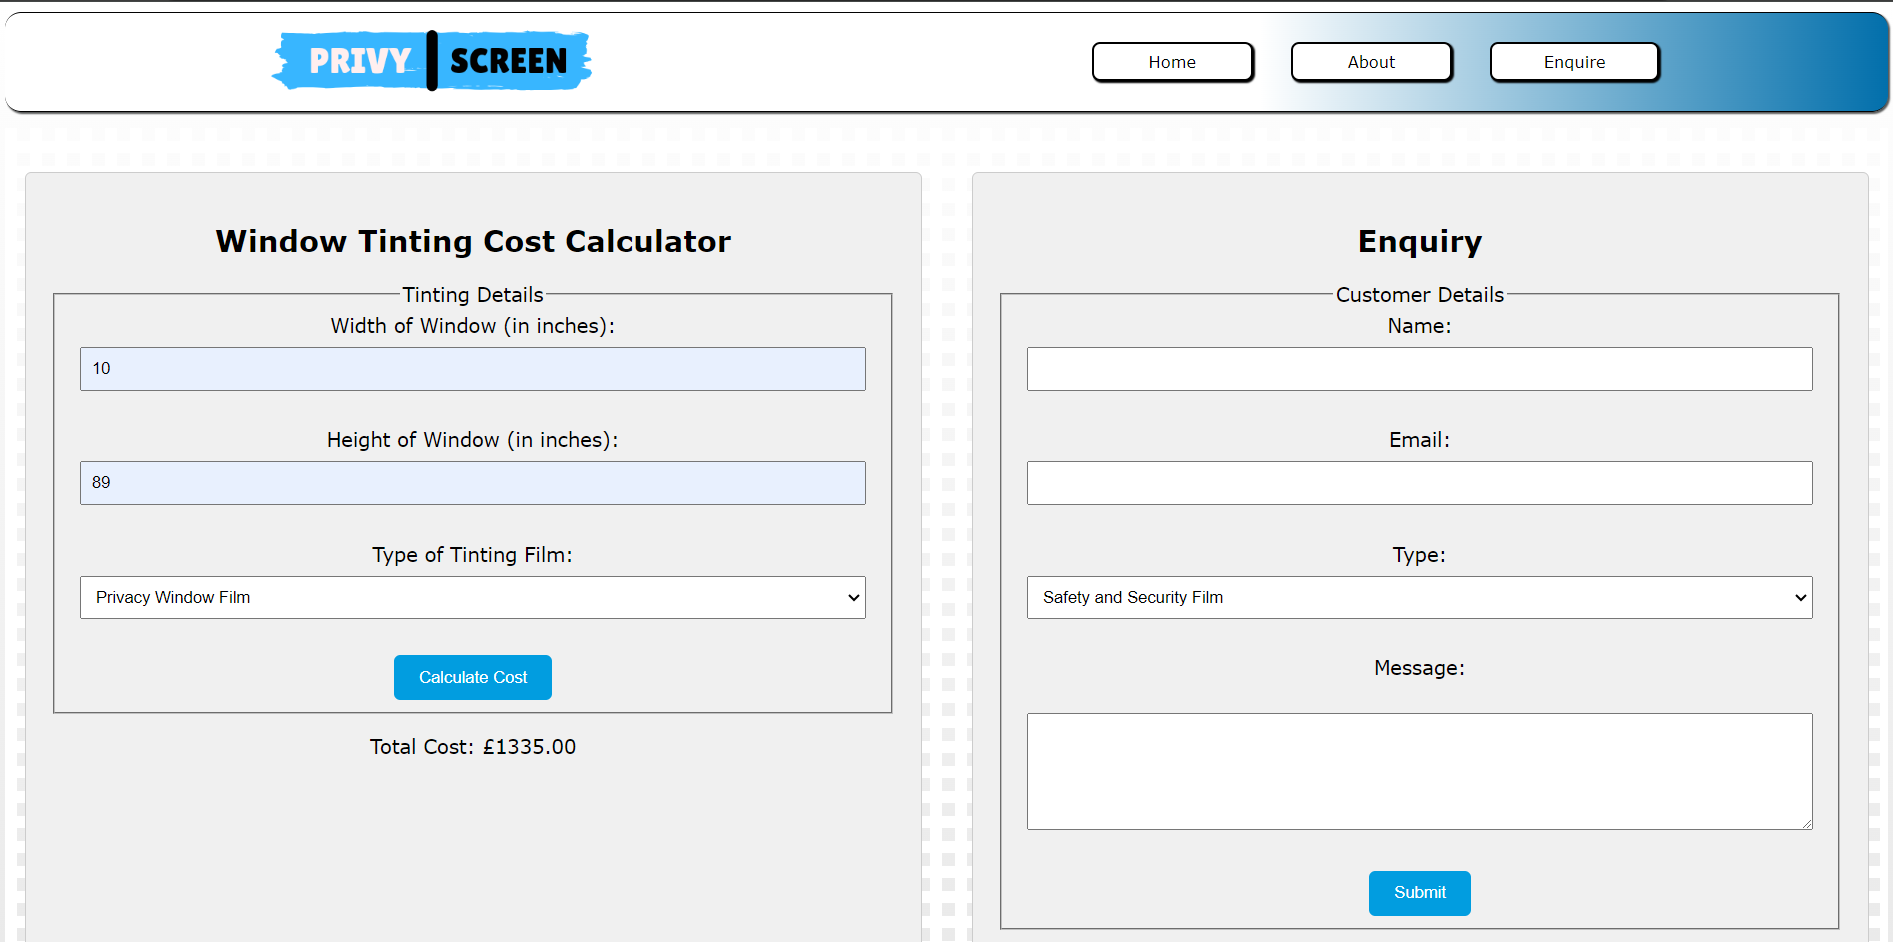 PRIVY SCREEN
Home
About
Enquire
Window Tinting Cost Calculator
Tinting Details
Width of Window (in inches):
10
Height of Window (in inches):
89
Type of Tinting Film:
Privacy Window Film
Calculate Cost
Total Cost: £1335.00
Enquiry
Customer Details
Name:
Email:
Type:
Safety and Security Film
Message:
Submit